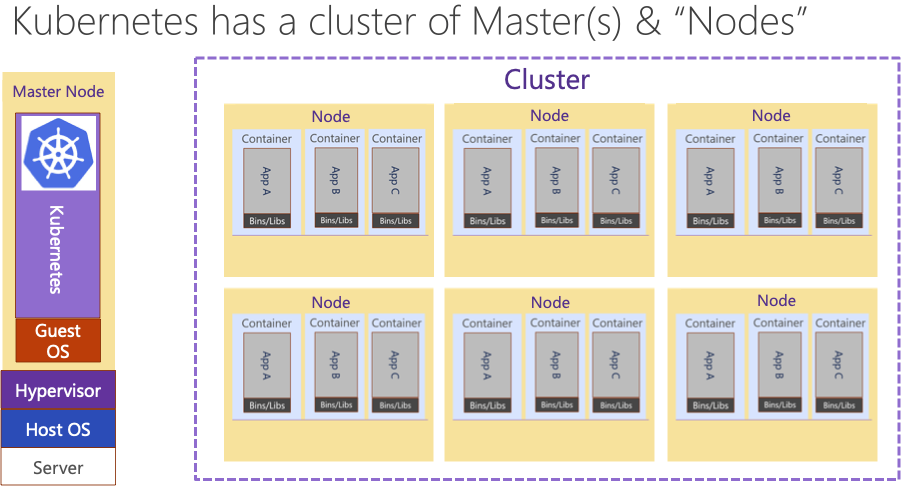 Kubernetes has a cluster of Master(s) & “Nodes”
Master Node
Kubernetes
Guest
OS
Hypervisor
Host OS
Server
Cluster
Node
Container
App A
Bins/Libs
Container
App B
Bins/Libs
Container
App C
Bins/Libs
Node
Container
App A
Bins/Libs
Container
App B
Bins/Libs
Container
App C
Bins/Libs
Node
Container
App A
Bins/Libs
Container
App B
Bins/Libs
Container
App C
Bins/Libs
Node
Container
App A
Bins/Libs
Container
App B
Bins/Libs
Container
App C
Bins/Libs
Node
Container
App A
Bins/Libs
Container
App B
Bins/Libs
Container
App C
Bins/Libs
Node
Container
App A
Bins/Libs
Container
App B
Bins/Libs
Container
App C
Bins/Libs